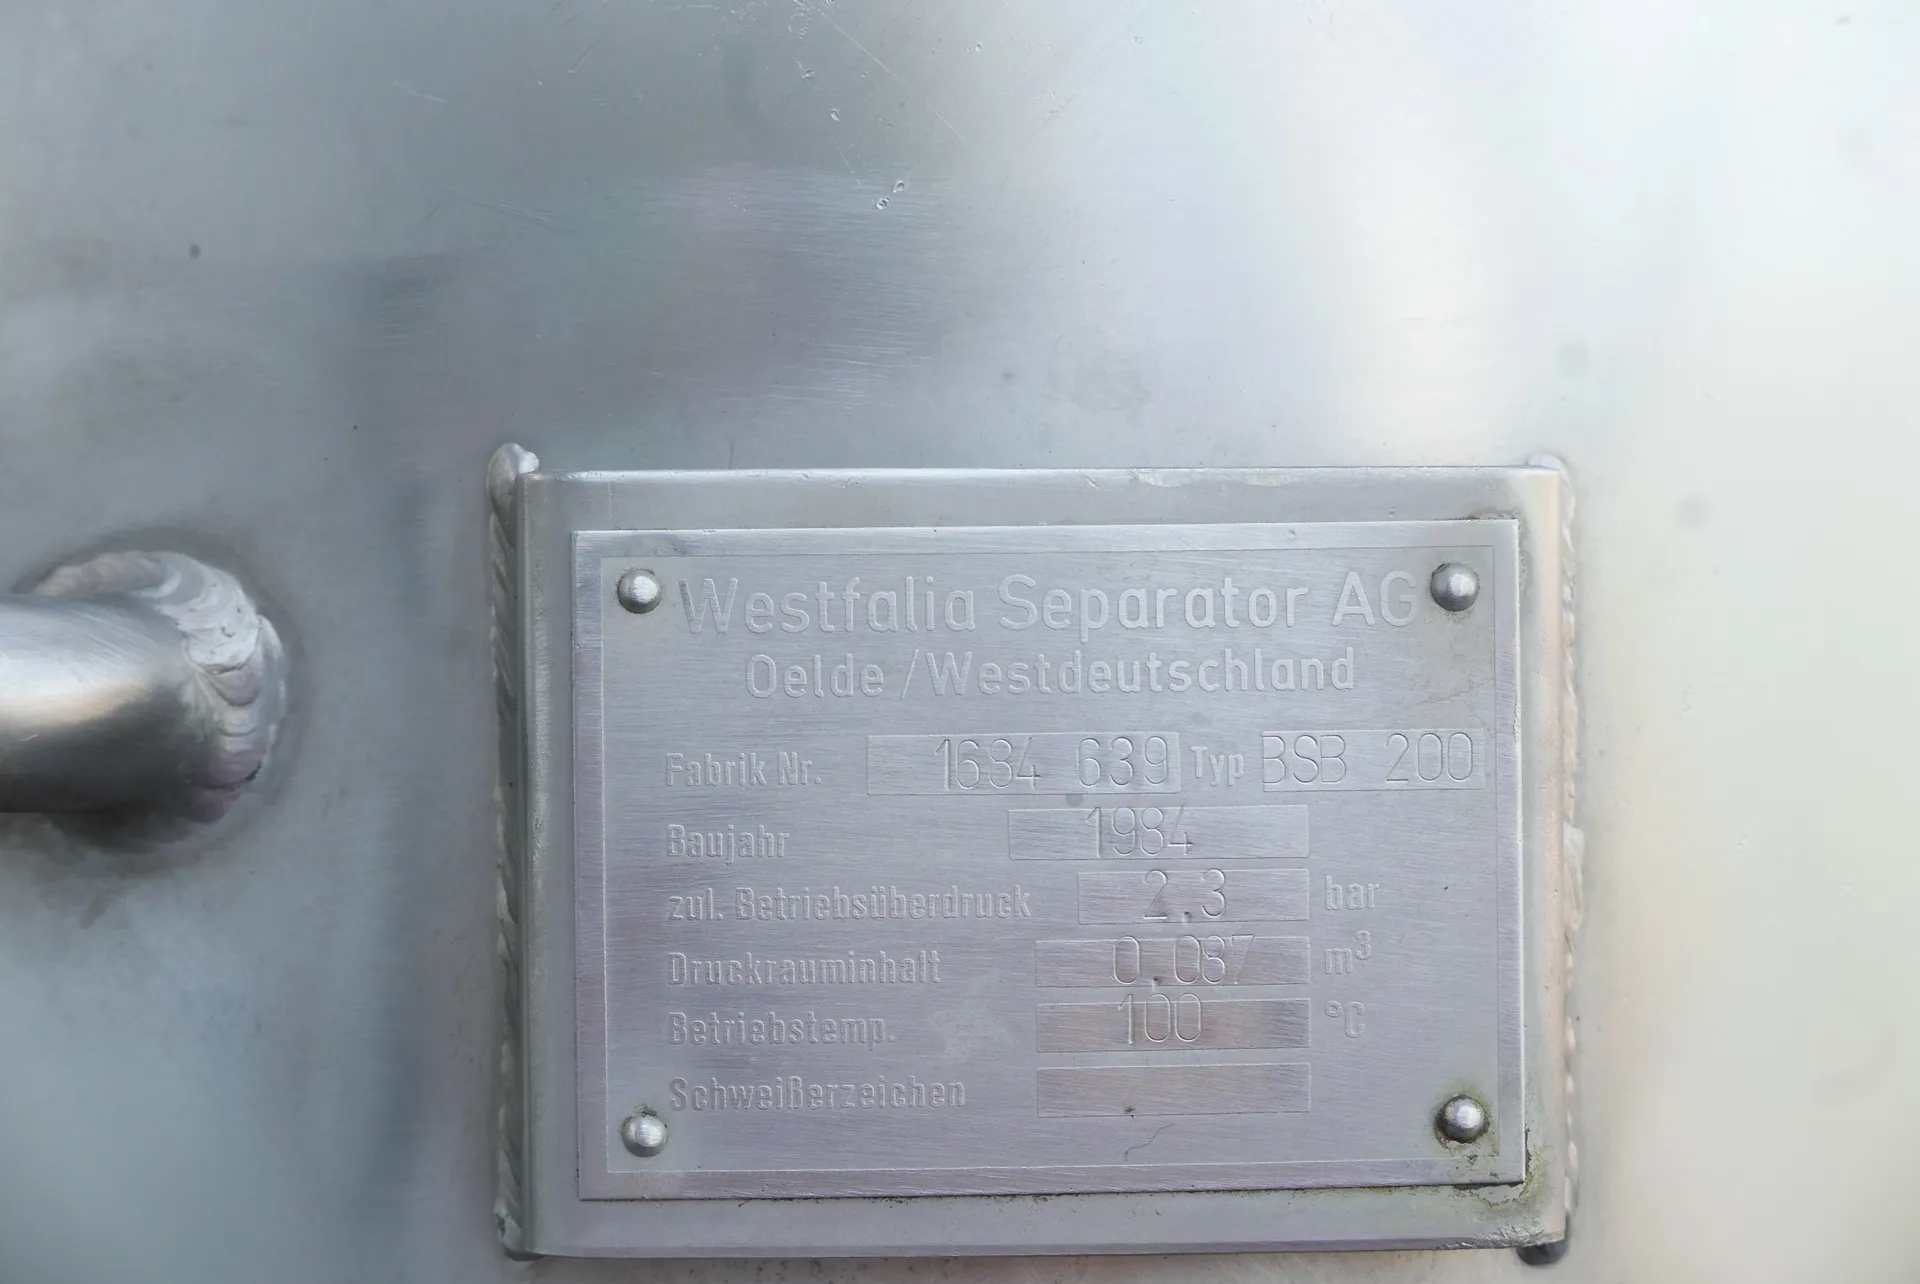 Westfalia Separator AG
Oelde / Westdeutschland
Fabrik Nr. 1684 639 Typ BSB 200
Baujahr 1984
zul. Betriebsüberdruck 2,3 bar
Druckrauminhalt 0,087 m³
Betriebstemp. 100 °C
Schweißerzeichen